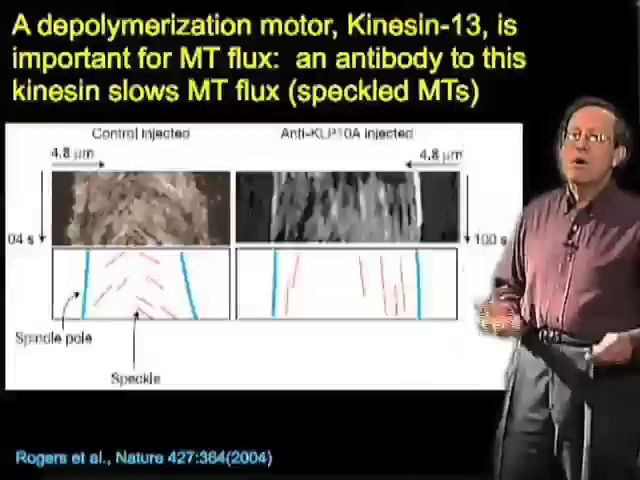 A depolymerization motor, Kinesin-13, is
important for MT flux:  an antibody to this
kinesin slows MT flux (speckled MTs)
Control injected
Anti-KLP10A injected
4.8 µm
4.8 µm
04 s
100 s
Spindle pole
Speckle
Rogers et al., Nature 427:364(2004)